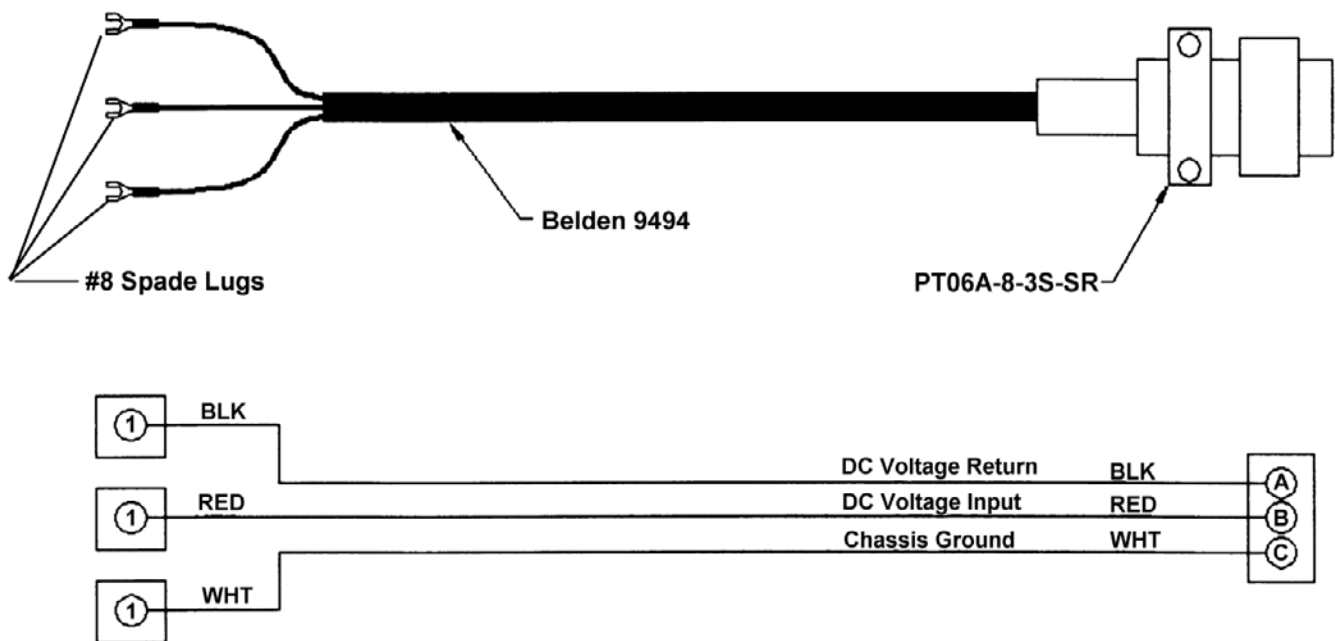 Belden 9494
#8 Spade Lugs
PT06A-8-3S-SR
1 BLK
DC Voltage Return BLK A
1 RED
DC Voltage Input RED B
Chassis Ground WHT C
1 WHT